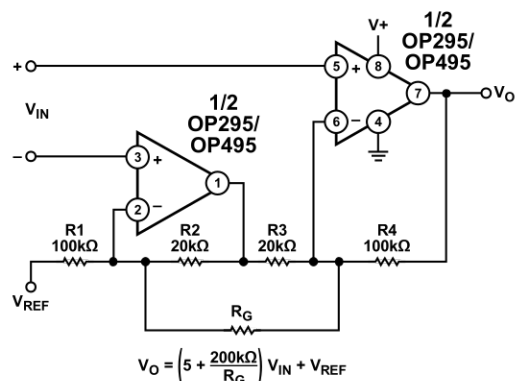 1/2
OP295/
OP495
V+
+
5
+
8
7
VO
VIN
1/2
OP295/
OP495
6
–
4
–
3
+
1
2
–
R1
100kΩ
R2
20kΩ
R3
20kΩ
R4
100kΩ
VREF
RG
VO = (5 + 200kΩ/RG) VIN + VREF